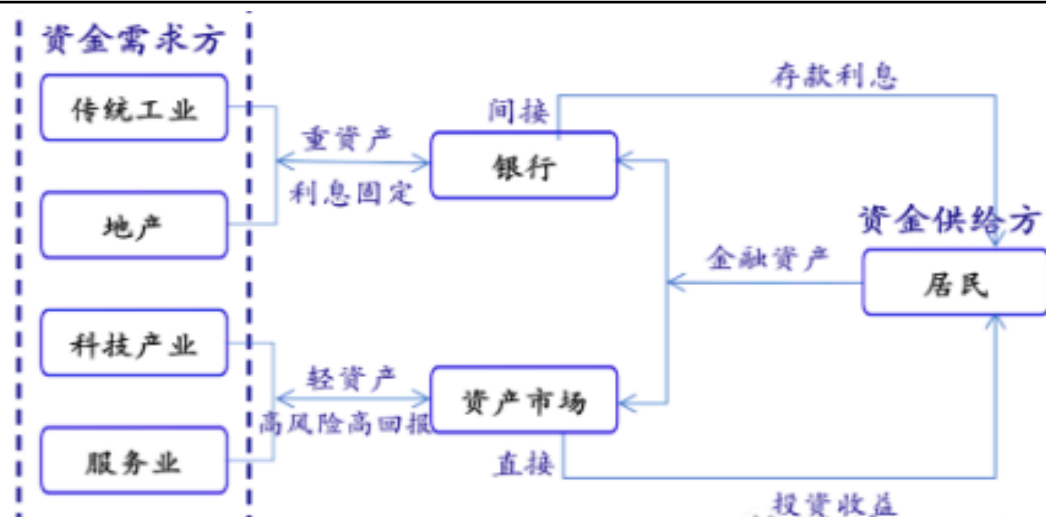 资金需求方
传统工业
地产
科技产业
服务业
重资产
利息固定
轻资产
高风险高回报
间接
银行
资产市场
直接
存款利息
金融资产
投资收益
资金供给方
居民